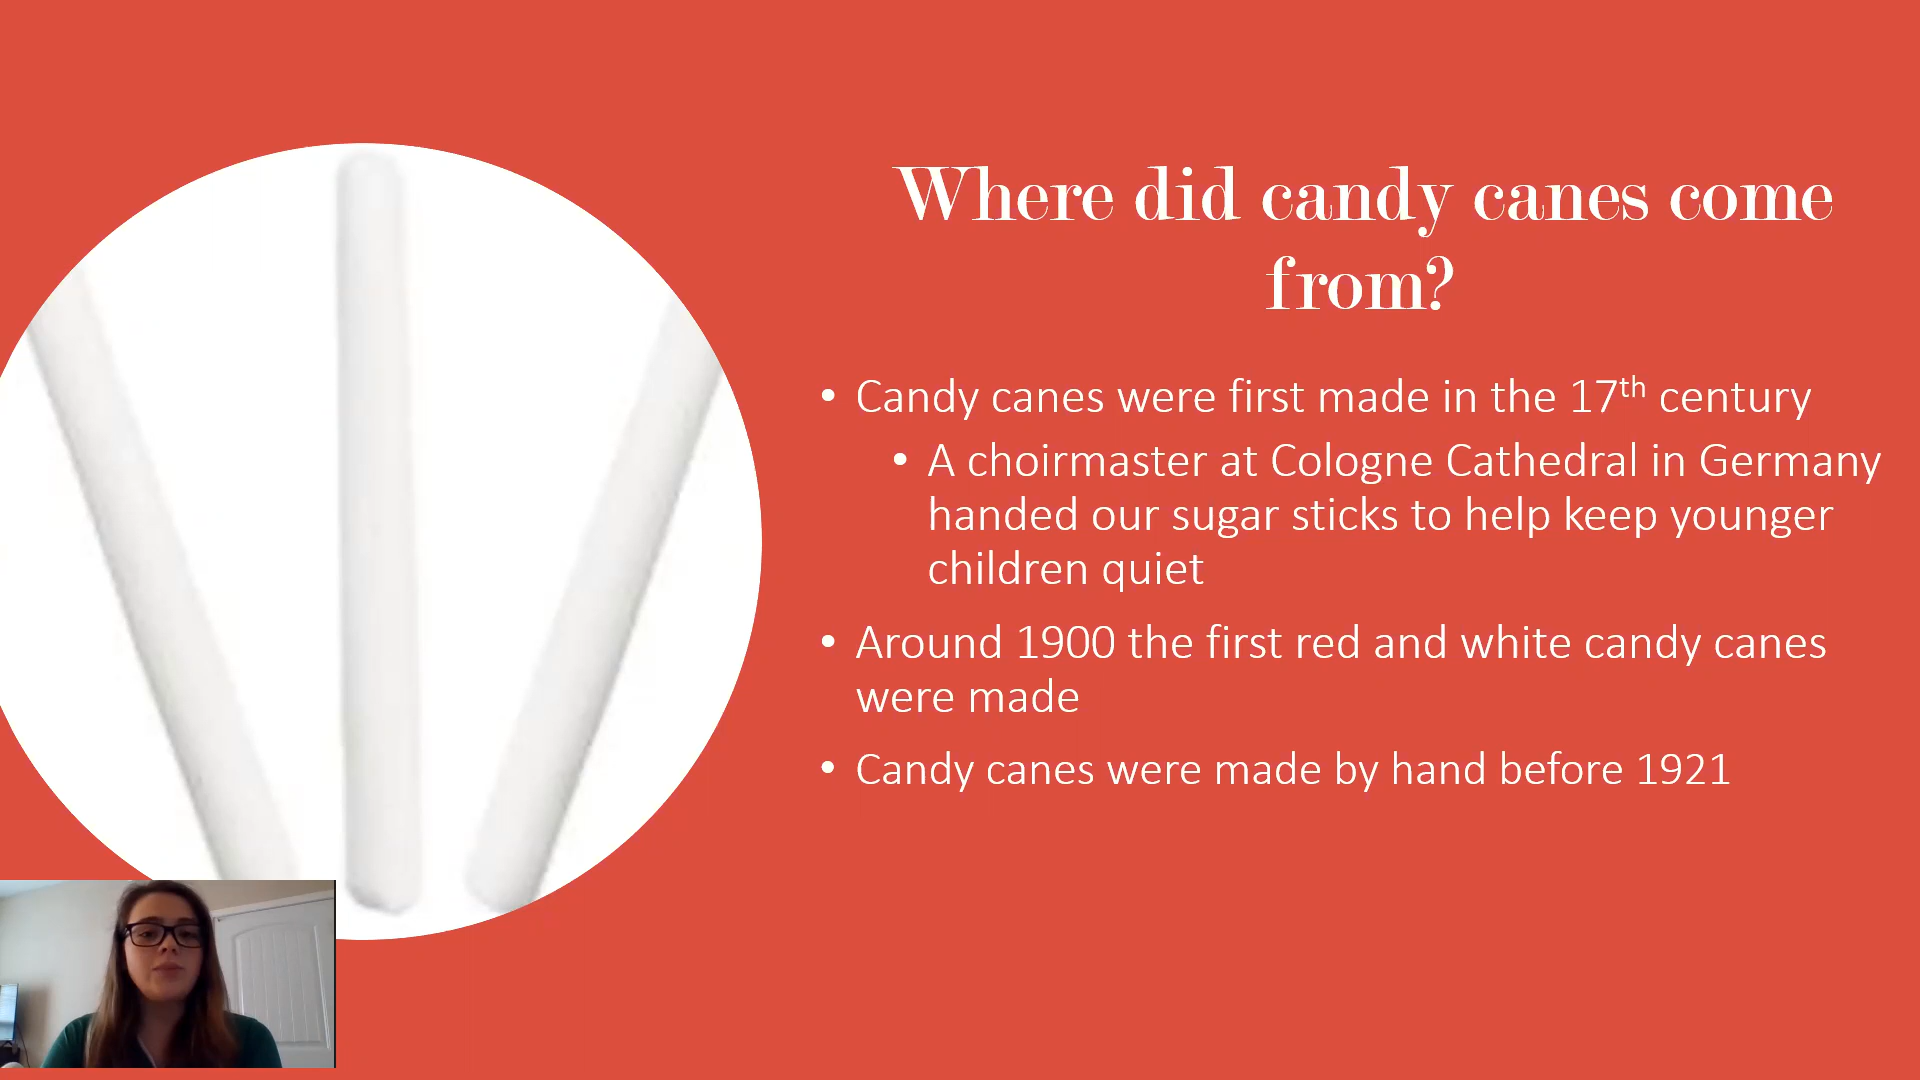 Where did candy canes come
from?
• Candy canes were first made in the 17th century
• A choirmaster at Cologne Cathedral in Germany
handed our sugar sticks to help keep younger
children quiet
• Around 1900 the first red and white candy canes
were made
• Candy canes were made by hand before 1921